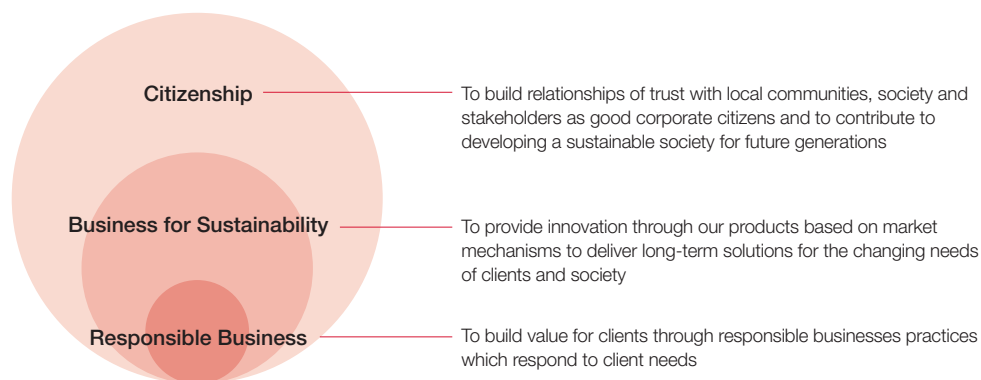 Citizenship
To build relationships of trust with local communities, society and
stakeholders as good corporate citizens and to contribute to
developing a sustainable society for future generations
Business for Sustainability
To provide innovation through our products based on market
mechanisms to deliver long-term solutions for the changing needs
of clients and society
Responsible Business
To build value for clients through responsible businesses practices
which respond to client needs